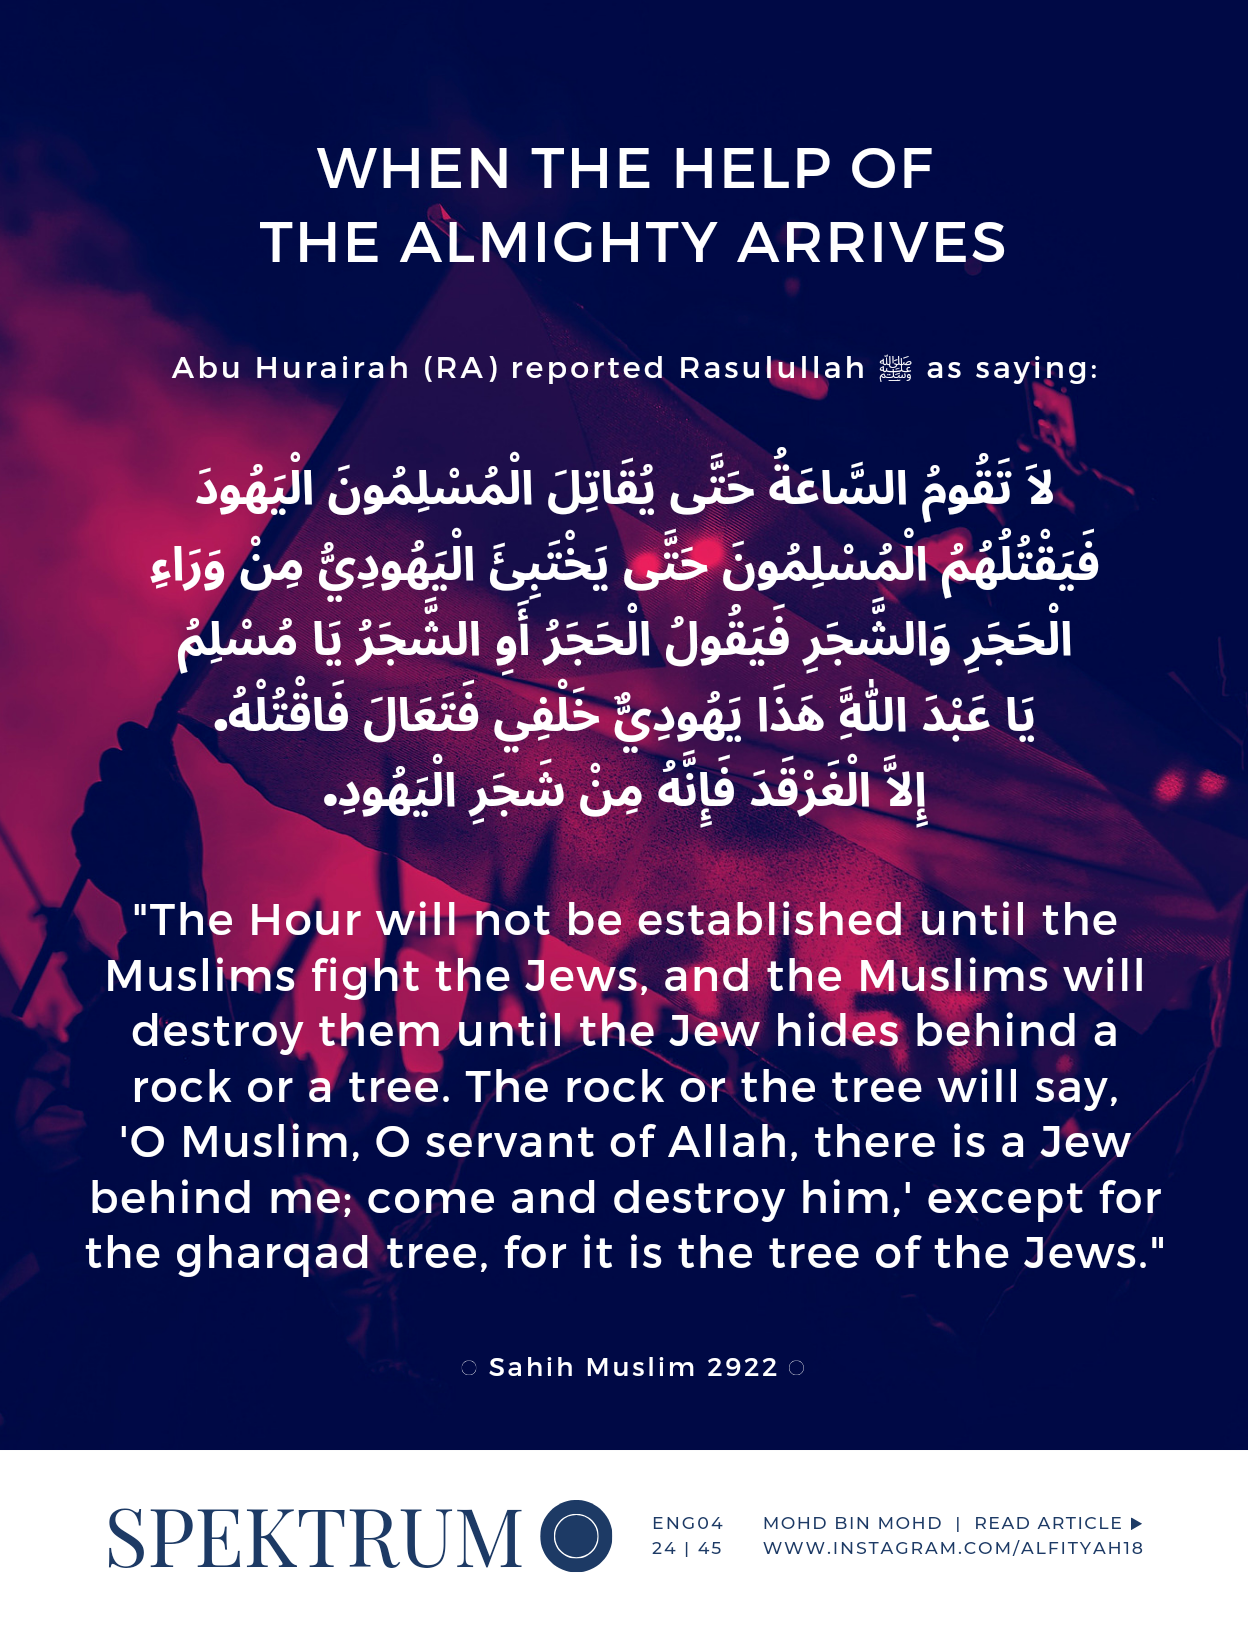 WHEN THE HELP OF
THE ALMIGHTY ARRIVES
Abu Hurairah (RA) reported Rasulullah ﷺ as saying:
لاَ تَقُومُ السَّاعَةُ حَتَّى يُقَاتِلَ الْمُسْلِمُونَ الْيَهُودَ
فَيَقْتُلُهُمُ الْمُسْلِمُونَ حَتَّى يَخْتَبِئَ الْيَهُودِيُّ مِنْ وَرَاءِ
الْحَجَرِ وَالشَّجَرِ فَيَقُولُ الْحَجَرُ أَوِ الشَّجَرُ يَا مُسْلِمُ
يَا عَبْدَ اللَّهِ هَذَا يَهُودِيٌّ خَلْفِي فَتَعَالَ فَاقْتُلْهُ.
إِلاَّ الْغَرْقَدَ فَإِنَّهُ مِنْ شَجَرِ الْيَهُودِ.
"The Hour will not be established until the
Muslims fight the Jews, and the Muslims will
destroy them until the Jew hides behind a
rock or a tree. The rock or the tree will say,
'O Muslim, O servant of Allah, there is a Jew
behind me; come and destroy him,' except for
the gharqad tree, for it is the tree of the Jews."
Sahih Muslim 2922
SPEKTRUM
ENG04
24 | 45
MOHD BIN MOHD | READ ARTICLE ▶
WWW.INSTAGRAM.COM/ALFITYAH18